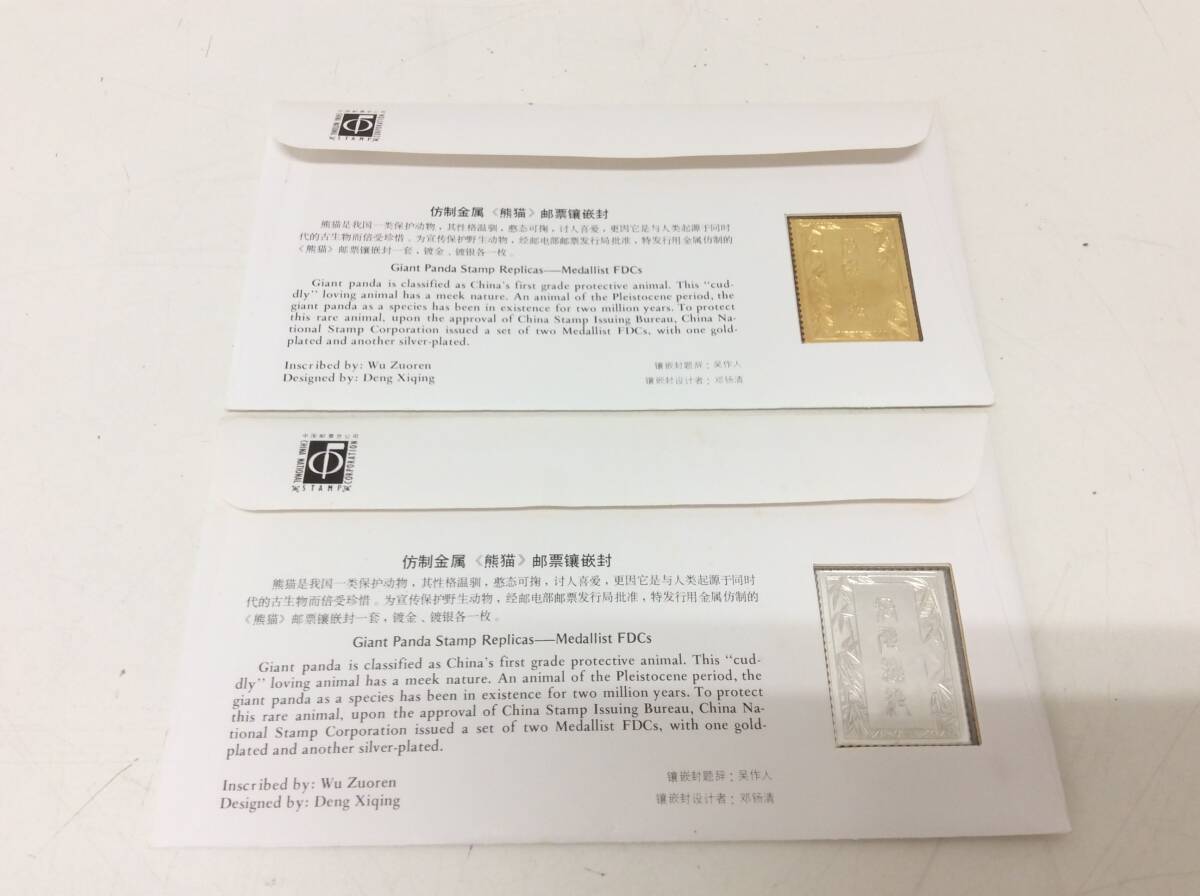 中国邮票总公司
CHINA NATIONAL
STAMP
CORPORATION
仿制金属《熊猫》邮票镶嵌封
熊猫是我国一类保护动物，其性格温驯，憨态可掬，讨人喜爱，更因它是与人类起源于同时
代的古生物而倍受珍惜。为宣传保护野生动物，经邮电部邮票发行局批准，特发行用金属仿制的
《熊猫》邮票镶嵌封一套，镀金、镀银各一枚。
Giant Panda Stamp Replicas—Medallist FDCs
Giant panda is classified as China's first grade protective animal. This "cud-
dly" loving animal has a meek nature. An animal of the Pleistocene period, the
giant panda as a species has been in existence for two million years. To protect
this rare animal, upon the approval of China Stamp Issuing Bureau, China Na-
tional Stamp Corporation issued a set of two Medallist FDCs, with one gold-
plated and another silver-plated.
Inscribed by: Wu Zuoren
Designed by: Deng Xiqing
镶嵌封题辞：吴作人
镶嵌封设计者：邓钖清
中国邮票总公司
CHINA NATIONAL
STAMP
CORPORATION
仿制金属《熊猫》邮票镶嵌封
熊猫是我国一类保护动物，其性格温驯，憨态可掬，讨人喜爱，更因它是与人类起源于同时
代的古生物而倍受珍惜。为宣传保护野生动物，经邮电部邮票发行局批准，特发行用金属仿制的
《熊猫》邮票镶嵌封一套，镀金、镀银各一枚。
Giant Panda Stamp Replicas—Medallist FDCs
Giant panda is classified as China's first grade protective animal. This "cud-
dly" loving animal has a meek nature. An animal of the Pleistocene period, the
giant panda as a species has been in existence for two million years. To protect
this rare animal, upon the approval of China Stamp Issuing Bureau, China Na-
tional Stamp Corporation issued a set of two Medallist FDCs, with one gold-
plated and another silver-plated.
Inscribed by: Wu Zuoren
Designed by: Deng Xiqing
镶嵌封题辞：吴作人
镶嵌封设计者：邓钖清